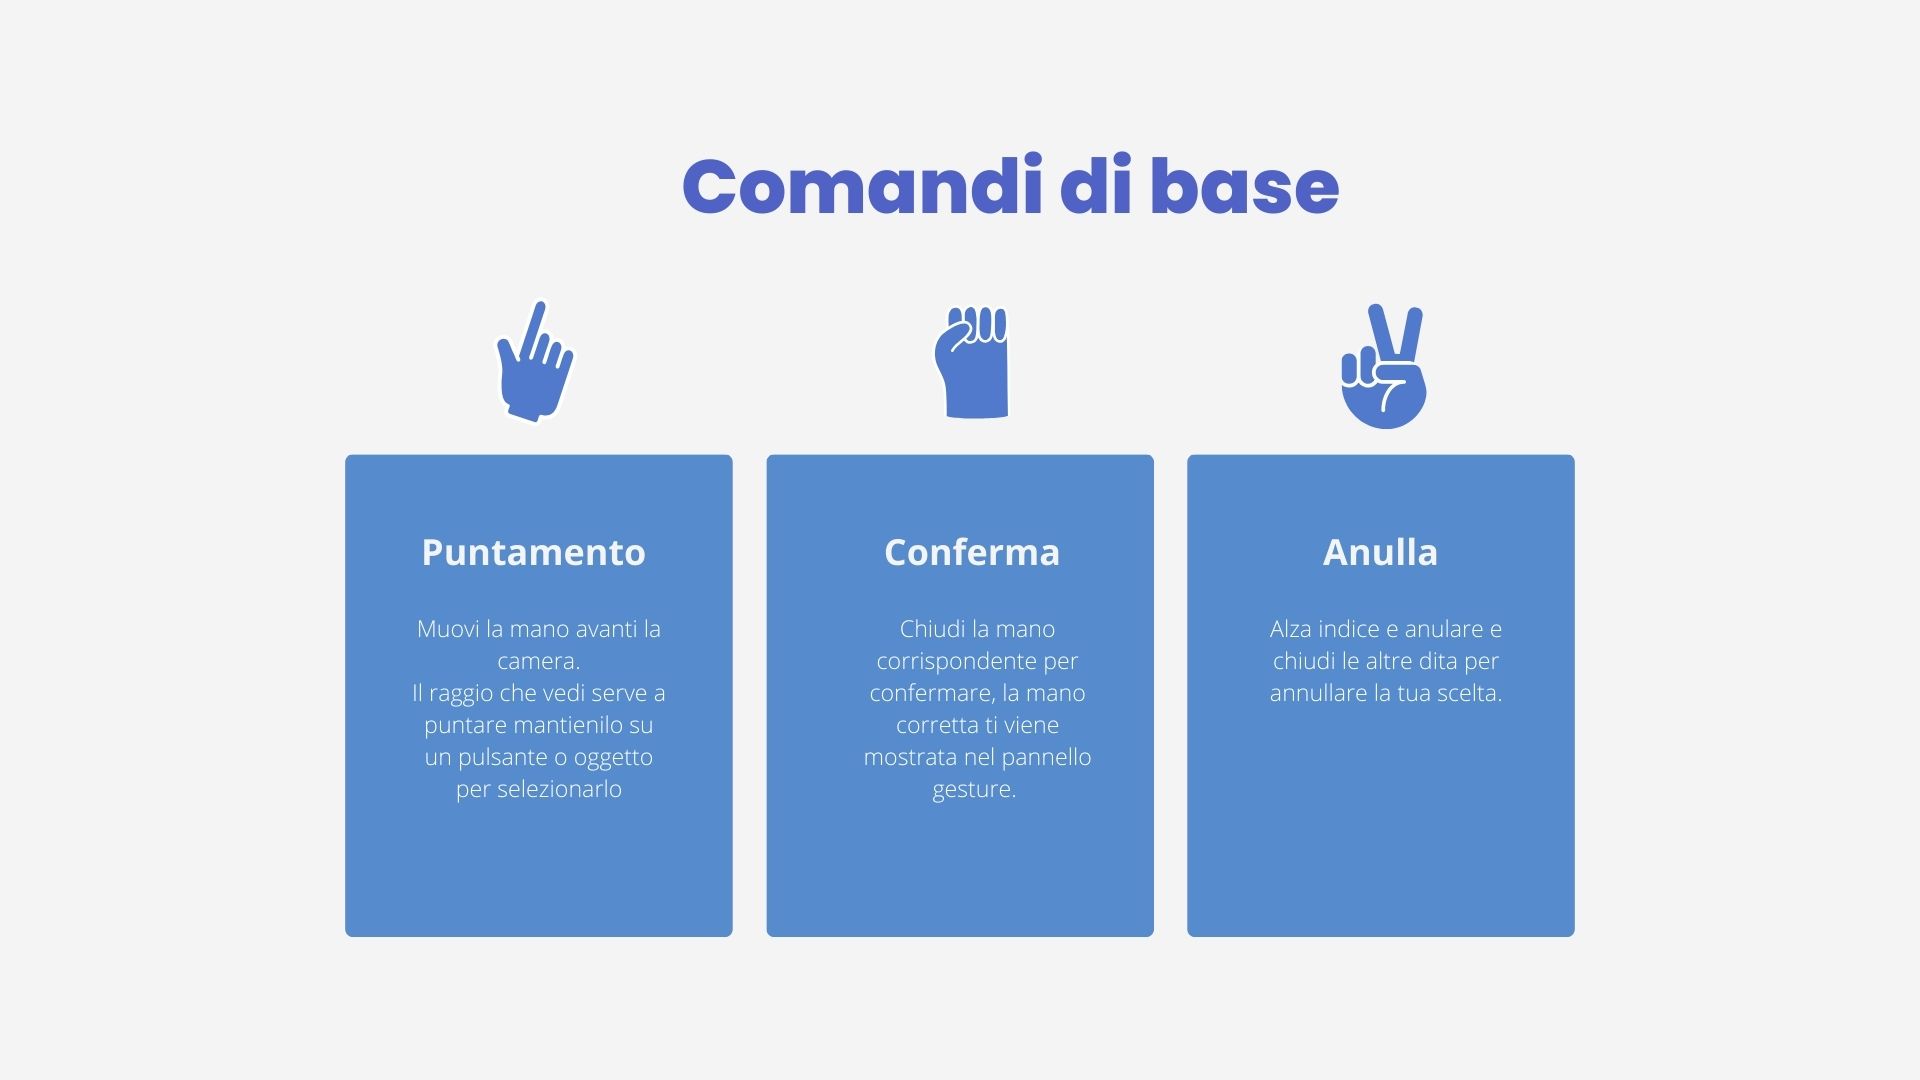 Comandi di base
Puntamento
Muovi la mano avanti la
camera.
Il raggio che vedi serve a
puntare mantienilo su
un pulsante o oggetto
per selezionarlo
Conferma
Chiudi la mano
corrispondente per
confermare, la mano
corretta ti viene
mostrata nel pannello
gesture.
Anulla
Alza indice e anulare e
chiudi le altre dita per
annullare la tua scelta.